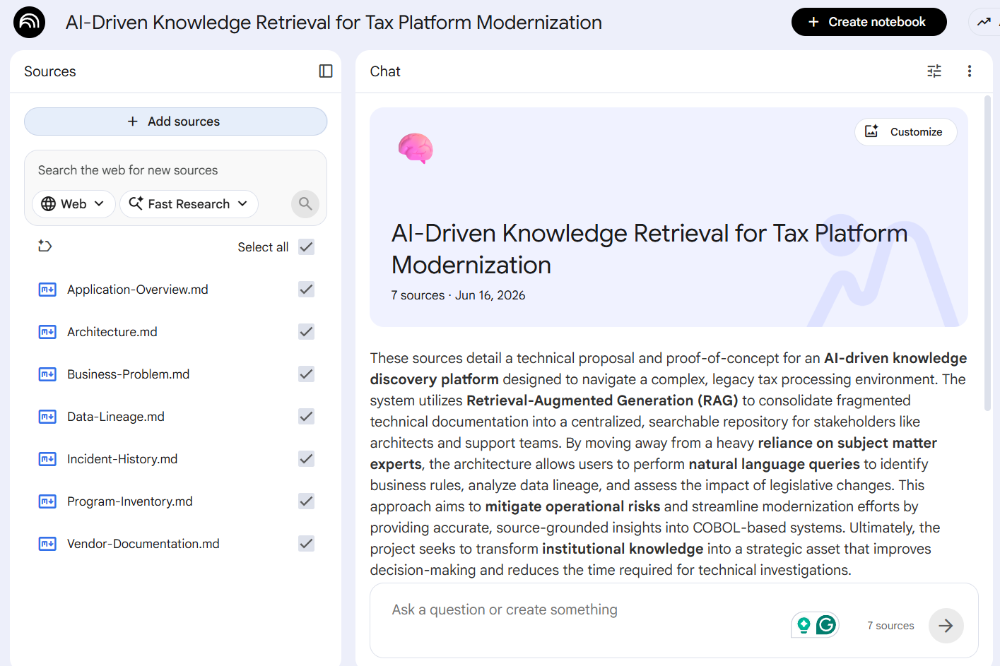 AI-Driven Knowledge Retrieval for Tax Platform Modernization
Create notebook
Sources
Add sources
Search the web for new sources
Web
Fast Research
Select all
Application-Overview.md
Architecture.md
Business-Problem.md
Data-Lineage.md
Incident-History.md
Program-Inventory.md
Vendor-Documentation.md
Chat
Customize
AI-Driven Knowledge Retrieval for Tax Platform
Modernization
7 sources · Jun 16, 2026
These sources detail a technical proposal and proof-of-concept for an AI-driven knowledge
discovery platform designed to navigate a complex, legacy tax processing environment. The
system utilizes Retrieval-Augmented Generation (RAG) to consolidate fragmented
technical documentation into a centralized, searchable repository for stakeholders like
architects and support teams. By moving away from a heavy reliance on subject matter
experts, the architecture allows users to perform natural language queries to identify
business rules, analyze data lineage, and assess the impact of legislative changes. This
approach aims to mitigate operational risks and streamline modernization efforts by
providing accurate, source-grounded insights into COBOL-based systems. Ultimately, the
project seeks to transform institutional knowledge into a strategic asset that improves
decision-making and reduces the time required for technical investigations.
Ask a question or create something
7 sources